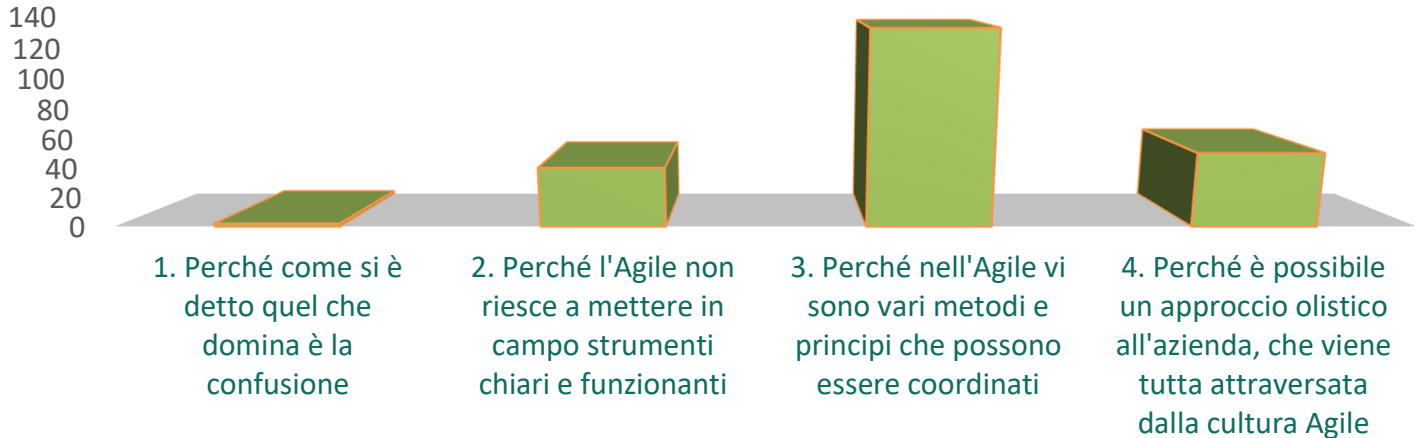 140
120
100
80
60
40
20
0
1. Perché come si è
detto quel che
domina è la
confusione
2. Perché l'Agile non
riesce a mettere in
campo strumenti
chiari e funzionanti
3. Perché nell'Agile vi
sono vari metodi e
principi che possono
essere coordinati
4. Perché è possibile
un approccio olistico
all'azienda, che viene
tutta attraversata
dalla cultura Agile